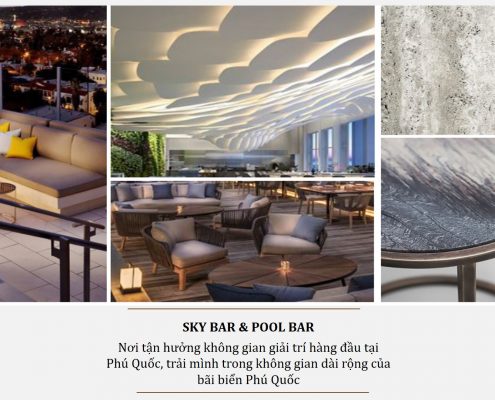 SKY BAR & POOL BAR
Nơi tận hưởng không gian giải trí hàng đầu tại
Phú Quốc, trải mình trong không gian dài rộng của
bãi biển Phú Quốc